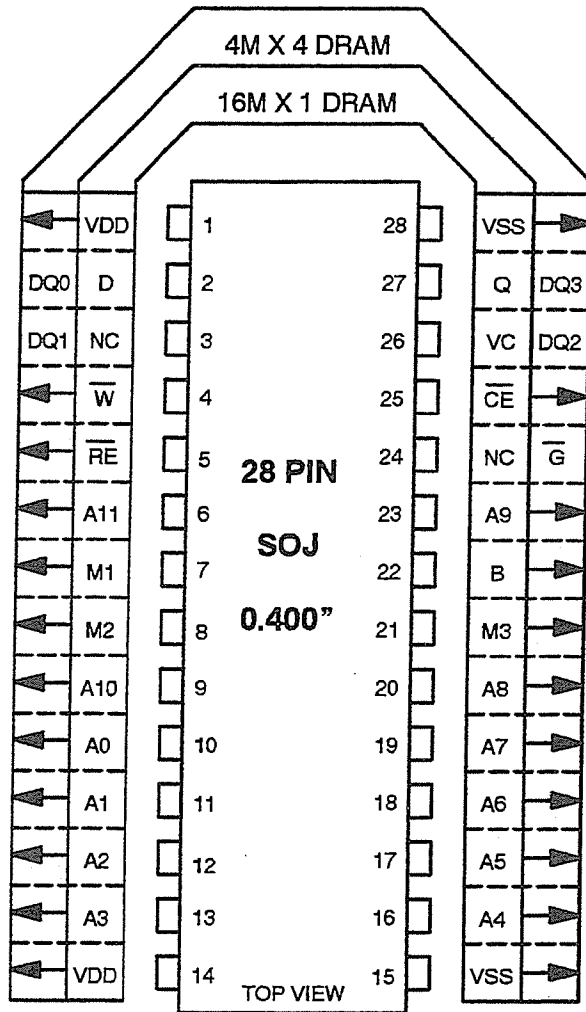 4M X 4 DRAM
16M X 1 DRAM
VDD 1 28 VSS
DQ0 D 2 27 Q DQ3
DQ1 NC 3 26 VC DQ2
W̅ 4 25 C̅E̅
R̅E̅ 5 24 NC G̅
28 PIN
A11 6 23 A9
SOJ
M1 7 22 B
0.400”
M2 8 21 M3
A10 9 20 A8
A0 10 19 A7
A1 11 18 A6
A2 12 17 A5
A3 13 16 A4
VDD 14 15 VSS
TOP VIEW